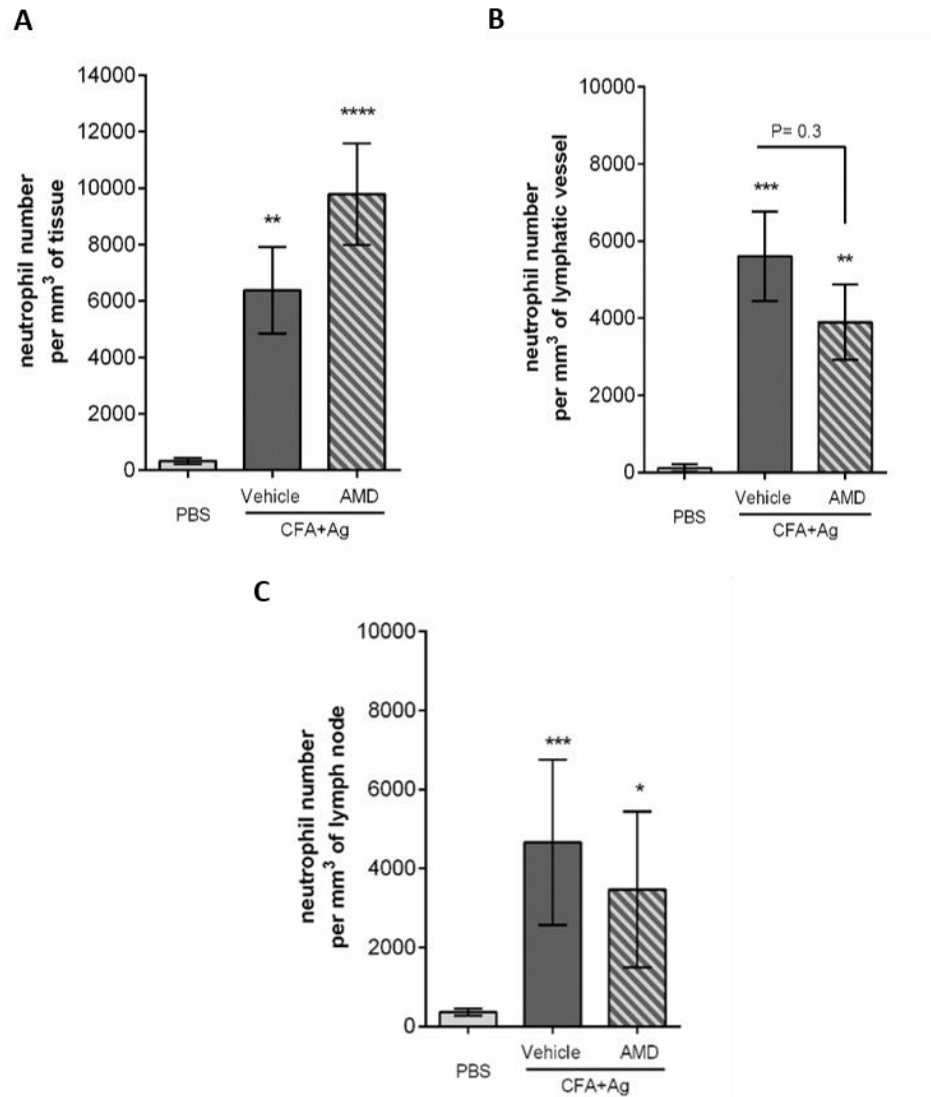 A
neutrophil number
per mm³ of tissue
14000
12000
10000
8000
6000
4000
2000
0
**
****
PBS
Vehicle
AMD
CFA+Ag
B
neutrophil number
per mm³ of lymphatic vessel
10000
8000
6000
4000
2000
0
P= 0.3
***
**
PBS
Vehicle
AMD
CFA+Ag
C
neutrophil number
per mm³ of lymph node
10000
8000
6000
4000
2000
0
***
*
PBS
Vehicle
AMD
CFA+Ag